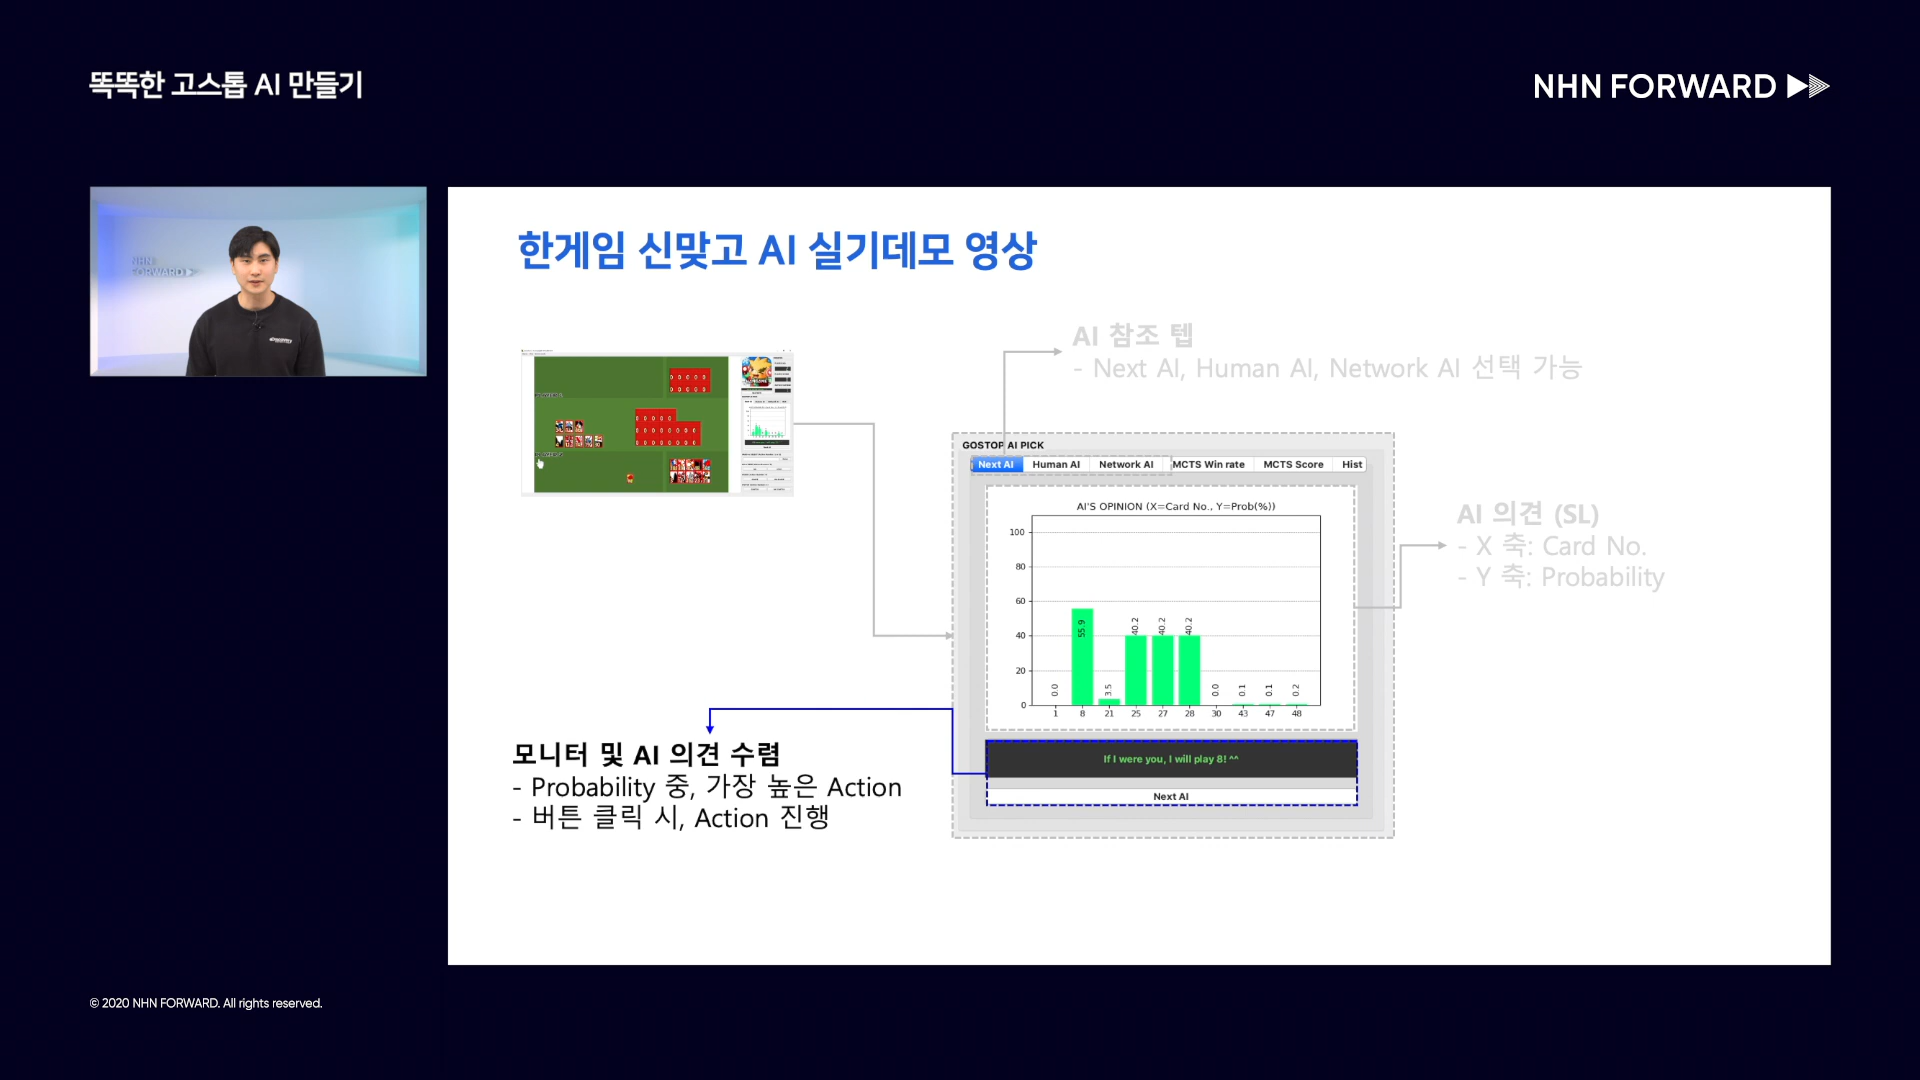 똑똑한 고스톱 AI 만들기
NHN FORWARD
NHN
FORWARD
한게임 신맞고 AI 실기데모 영상
AI 참조 텝
- Next AI, Human AI, Network AI 선택 가능
GOSTOP AI PICK
Next AI Human AI Network AI MCTS Win rate MCTS Score Hist
AI'S OPINION (X=Card No., Y=Prob(%))
100
80
60
40
20
0
0.0 55.9 3.5 40.2 40.2 40.2 0.0 0.1 0.1 0.2
1 8 21 25 27 28 30 43 47 48
If I were you, I will play 8! ^^
Next AI
AI 의견 (SL)
- X 축: Card No.
- Y 축: Probability
모니터 및 AI 의견 수렴
- Probability 중, 가장 높은 Action
- 버튼 클릭 시, Action 진행
© 2020 NHN FORWARD. All rights reserved.